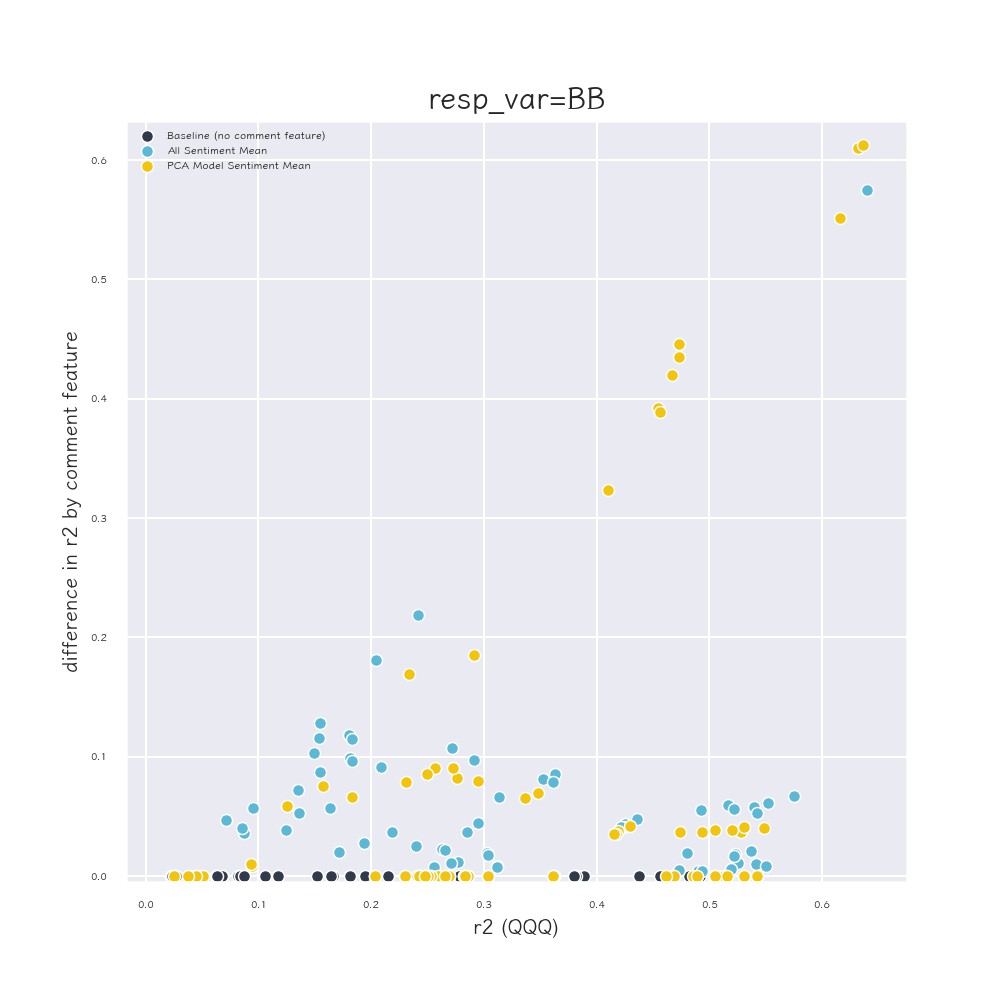 resp_var=BB
Baseline (no comment feature)
All Sentiment Mean
PCA Model Sentiment Mean
0.6
0.5
0.4
0.3
0.2
0.1
0.0
difference in r2 by comment feature
0.0 0.1 0.2 0.3 0.4 0.5 0.6
r2 (QQQ)